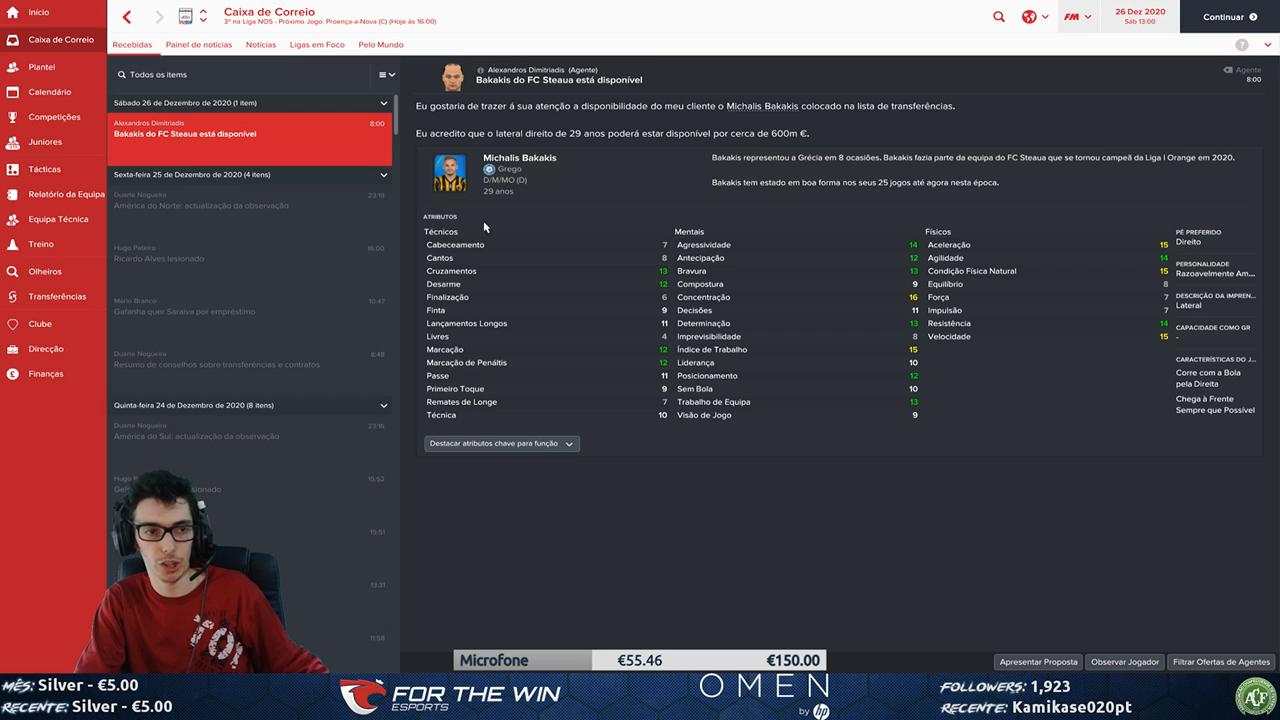 Início
Caixa de Correio
Plantel
Calendário
Competições
Juniores
Tácticas
Relatório da Equipa
Equipa Técnica
Treino
Olheiros
Transferências
Clube
Direcção
Finanças
Caixa de Correio
3º na Liga NOS - Próximo Jogo: Proença-a-Nova (C) (Hoje às 16:00)
FM
26 Dez 2020
Sáb 13:00
Continuar
Recebidas Painel de notícias Notícias Ligas em Foco Pelo Mundo
?
Todos os items
Sábado 26 de Dezembro de 2020 (1 item)
Alexandros Dimitriadis 8:00
Bakakis do FC Steaua está disponível
Sexta-feira 25 de Dezembro de 2020 (4 itens)
Duarte Nogueira 23:19
América do Norte: actualização da observação
Hugo Pateiro 16:00
Ricardo Alves lesionado
Mário Branco 10:47
Gafanha quer Saraiva por empréstimo
Duarte Nogueira 8:48
Resumo de conselhos sobre transferências e contratos
Quinta-feira 24 de Dezembro de 2020 (8 itens)
Duarte Nogueira 23:16
América do Sul: actualização da observação
15:52
15:51
13:31
11:58
Alexandros Dimitriadis (Agente)
Bakakis do FC Steaua está disponível
Agente
8:00
Eu gostaria de trazer á sua atenção a disponibilidade do meu cliente o Michalis Bakakis colocado na lista de transferências.
Eu acredito que o lateral direito de 29 anos poderá estar disponível por cerca de 600m €.
Michalis Bakakis
Grego
D/M/MO (D)
29 anos
Bakakis representou a Grécia em 8 ocasiões. Bakakis fazia parte da equipa do FC Steaua que se tornou campeã da Liga I Orange em 2020.
Bakakis tem estado em boa forma nos seus 25 jogos até agora nesta época.
ATRIBUTOS
Técnicos
Cabeceamento 7
Cantos 8
Cruzamentos 13
Desarme 12
Finalização 6
Finta 9
Lançamentos Longos 11
Livres 4
Marcação 12
Marcação de Penáltis 12
Passe 11
Primeiro Toque 9
Remates de Longe 7
Técnica 10
Mentais
Agressividade 14
Antecipação 12
Bravura 13
Compostura 9
Concentração 16
Decisões 11
Determinação 13
Imprevisibilidade 8
Índice de Trabalho 15
Liderança 10
Posicionamento 12
Sem Bola 10
Trabalho de Equipa 13
Visão de Jogo 9
Físicos
Aceleração 15
Agilidade 14
Condição Física Natural 15
Equilíbrio 8
Força 7
Impulsão 7
Resistência 14
Velocidade 15
PÉ PREFERIDO
Direito
PERSONALIDADE
Razoavelmente Am...
DESCRIÇÃO DA IMPREN...
Lateral
CAPACIDADE COMO GR
-
CARACTERÍSTICAS DO J...
Corre com a Bola
pela Direita
Chega à Frente
Sempre que Possível
Destacar atributos chave para função
Apresentar Proposta Observar Jogador Filtrar Ofertas de Agentes
Microfone €55.46 €150.00
MÊS: Silver - €5.00
RECENTE: Silver - €5.00
FOR THE WIN
ESPORTS
OMEN
by hp
FOLLOWERS: 1,923
RECENTE: Kamikase020pt